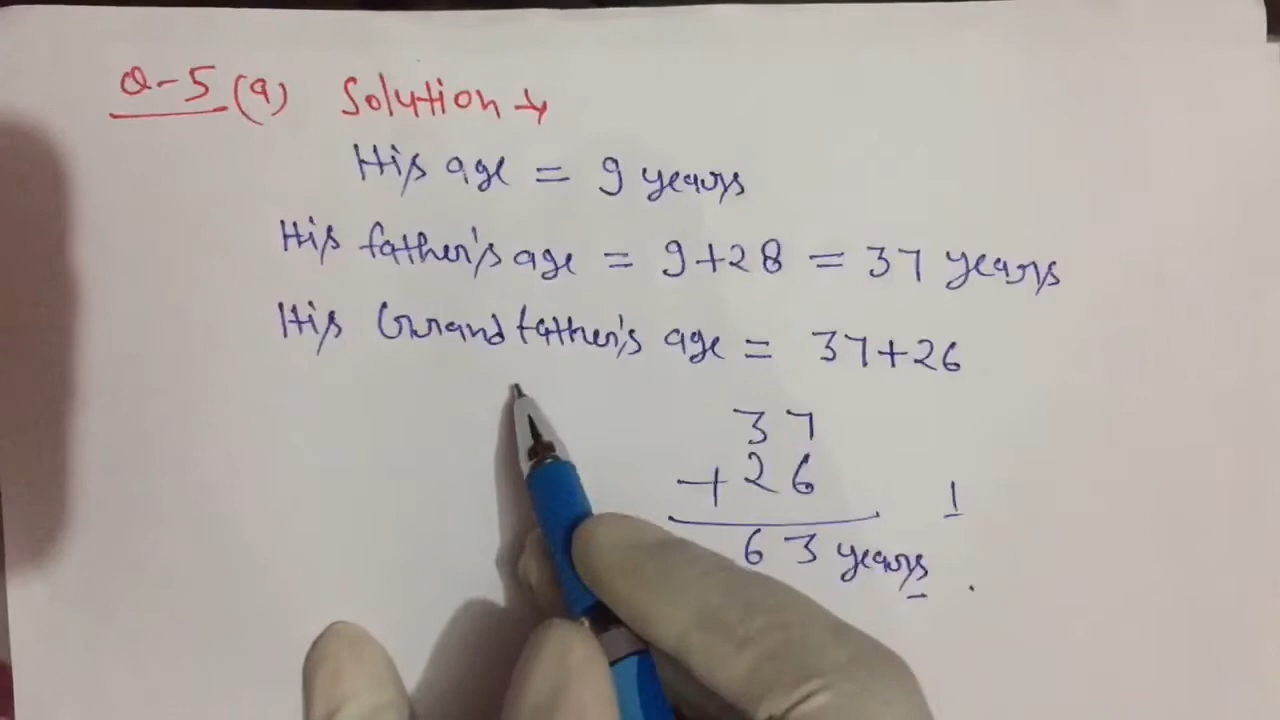 Q-5 (a) Solution →
His age = 9 years
His father's age = 9+28 = 37 years
His Grandfather's age = 37+26
37
+26 1
63 years.